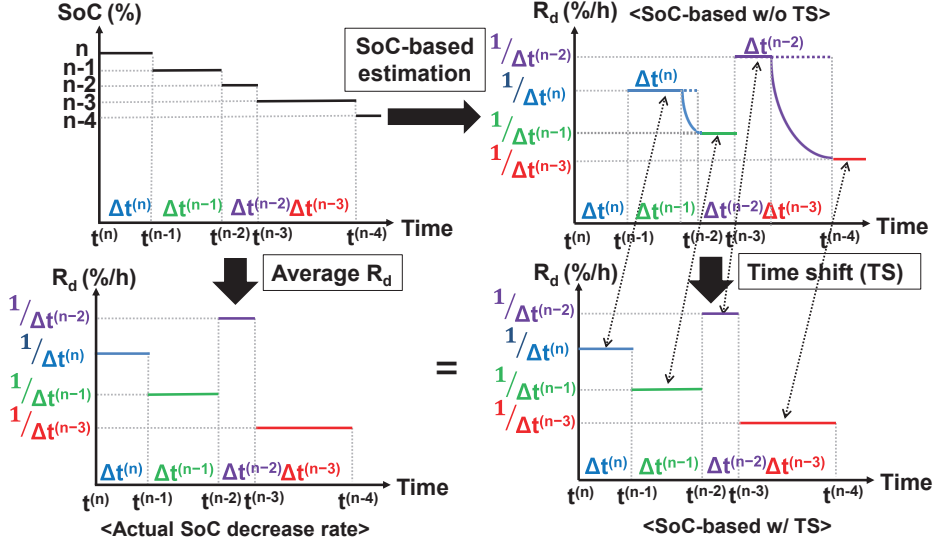 SoC (%)
n
n-1
n-2
n-3
n-4
Δt(n) Δt(n−1) Δt(n−2) Δt(n−3)
Time
t(n) t(n-1) t(n-2) t(n-3) t(n-4)
SoC-based
estimation
Rd (%/h) <SoC-based w/o TS>
1/Δt(n−2)
1/Δt(n)
1/Δt(n−1)
1/Δt(n−3)
Δt(n)
Δt(n−2)
Δt(n) Δt(n−1) Δt(n−2) Δt(n−3)
Time
t(n) t(n-1) t(n-2) t(n-3) t(n-4)
Average Rd
Time shift (TS)
Rd (%/h)
1/Δt(n−2)
1/Δt(n)
1/Δt(n−1)
1/Δt(n−3)
Δt(n) Δt(n−1) Δt(n−2) Δt(n−3)
Time
t(n) t(n-1) t(n-2) t(n-3) t(n-4)
<Actual SoC decrease rate>
=
Rd (%/h)
1/Δt(n−2)
1/Δt(n)
1/Δt(n−1)
1/Δt(n−3)
Δt(n) Δt(n−1) Δt(n−2) Δt(n−3)
Time
t(n) t(n-1) t(n-2) t(n-3) t(n-4)
<SoC-based w/ TS>